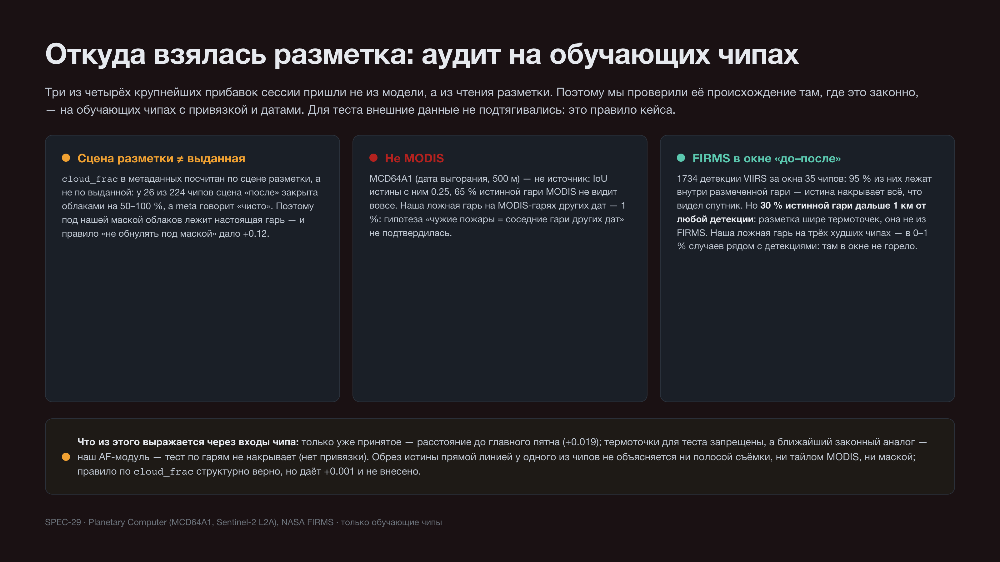 Откуда взялась разметка: аудит на обучающих чипах
Три из четырёх крупнейших прибавок сессии пришли не из модели, а из чтения разметки. Поэтому мы проверили её происхождение там, где это законно,
— на обучающих чипах с привязкой и датами. Для теста внешние данные не подтягивались: это правило кейса.
Сцена разметки ≠ выданная
cloud_frac в метаданных посчитан по сцене разметки, а
не по выданной: у 26 из 224 чипов сцена «после» закрыта
облаками на 50–100 %, а meta говорит «чисто». Поэтому
под нашей маской облаков лежит настоящая гарь — и
правило «не обнулять под маской» дало +0.12.
Не MODIS
MCD64A1 (дата выгорания, 500 м) — не источник: IoU
истины с ним 0.25, 65 % истинной гари MODIS не видит
вовсе. Наша ложная гарь на MODIS-гарях других дат — 1
%: гипотеза «чужие пожары = соседние гари других дат»
не подтвердилась.
FIRMS в окне «до–после»
1734 детекции VIIRS за окна 35 чипов: 95 % из них лежат
внутри размеченной гари — истина накрывает всё, что
видел спутник. Но 30 % истинной гари дальше 1 км от
любой детекции: разметка шире термоточек, она не из
FIRMS. Наша ложная гарь на трёх худших чипах — в 0–1
% случаев рядом с детекциями: там в окне не горело.
Что из этого выражается через входы чипа: только уже принятое — расстояние до главного пятна (+0.019); термоточки для теста запрещены, а ближайший законный аналог —
наш AF-модуль — тест по гарям не накрывает (нет привязки). Обрез истины прямой линией у одного из чипов не объясняется ни полосой съёмки, ни тайлом MODIS, ни маской;
правило по cloud_frac структурно верно, но даёт +0.001 и не внесено.
SPEC-29 · Planetary Computer (MCD64A1, Sentinel-2 L2A), NASA FIRMS · только обучающие чипы